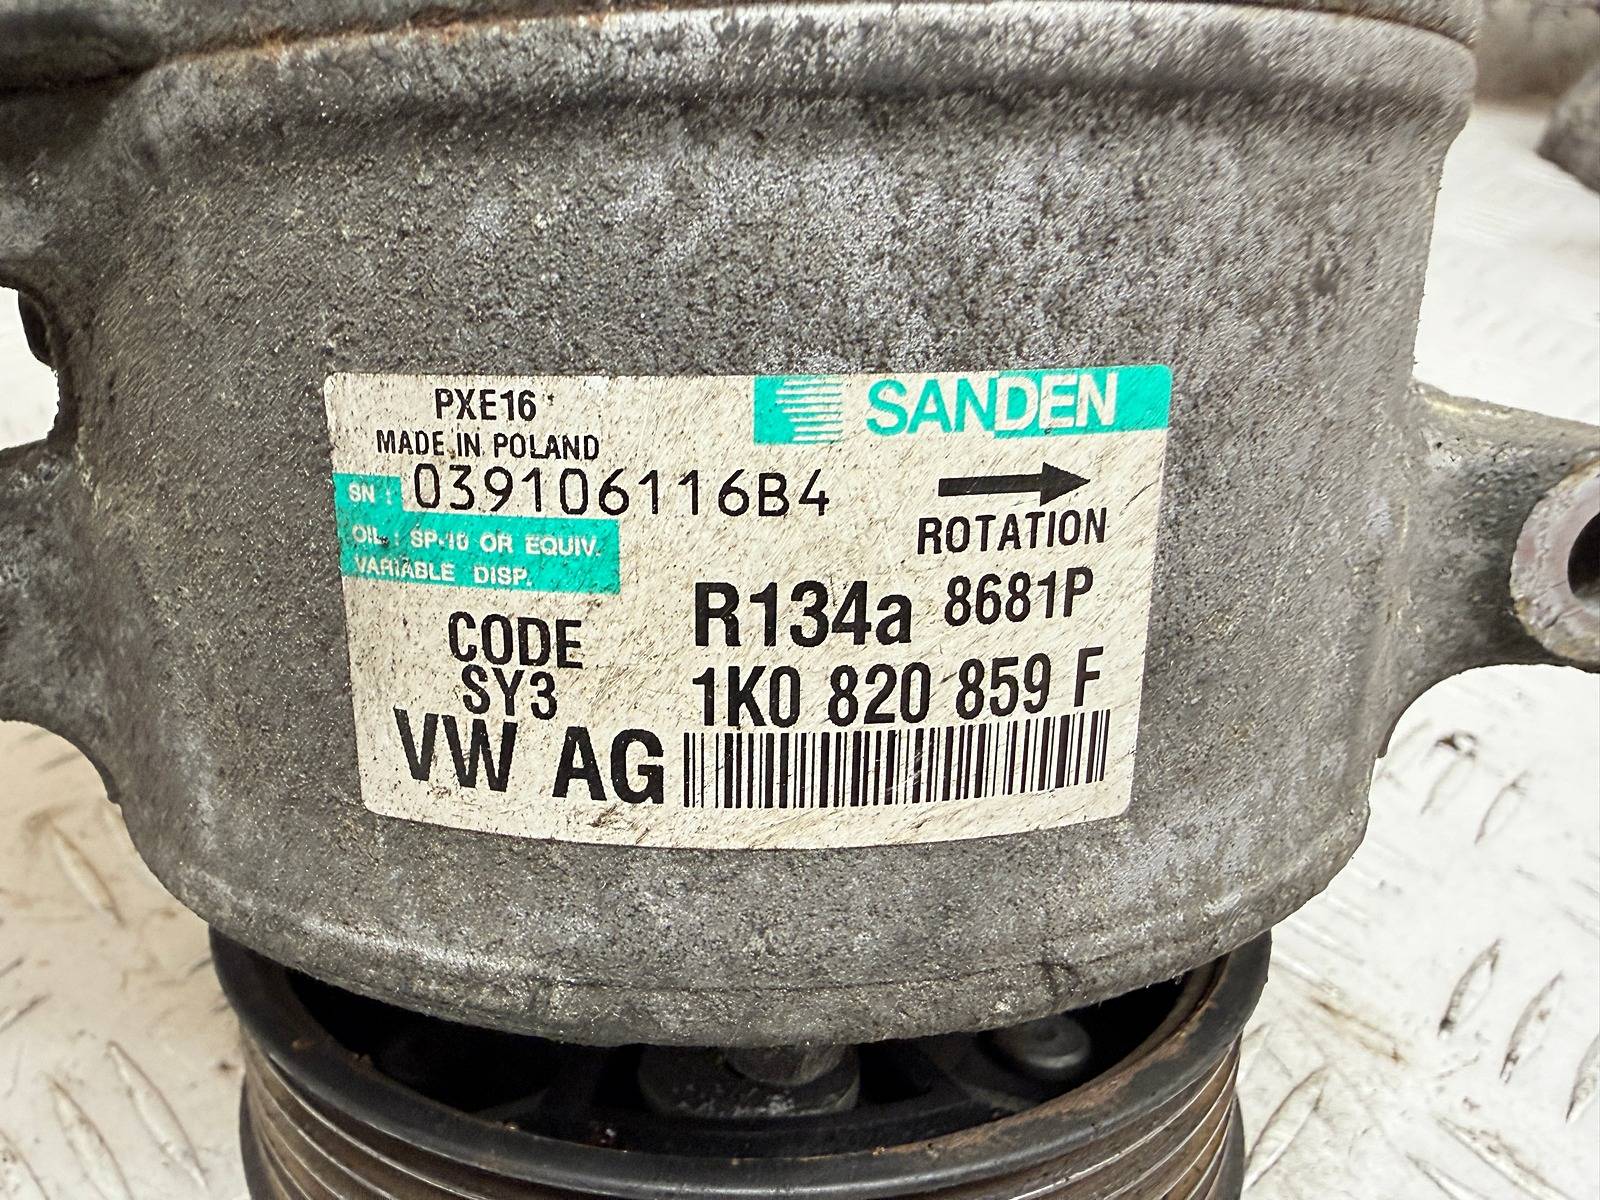 PXE16
SANDEN
MADE IN POLAND
SN : 039106116B4
ROTATION
OIL : SP-10 OR EQUIV.
VARIABLE DISP.
R134a 8681P
CODE
SY3
1K0 820 859 F
VW AG